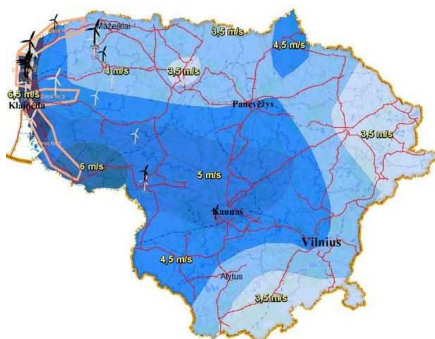 3,5 m/s
4,5 m/s
Mažeikiai
4 m/s
3,5 m/s
6,5 m/s
Klaipėda
Panevėžys
3,5 m/s
6 m/s
5 m/s
Kaunas
Vilnius
4,5 m/s
Alytus
3,5 m/s